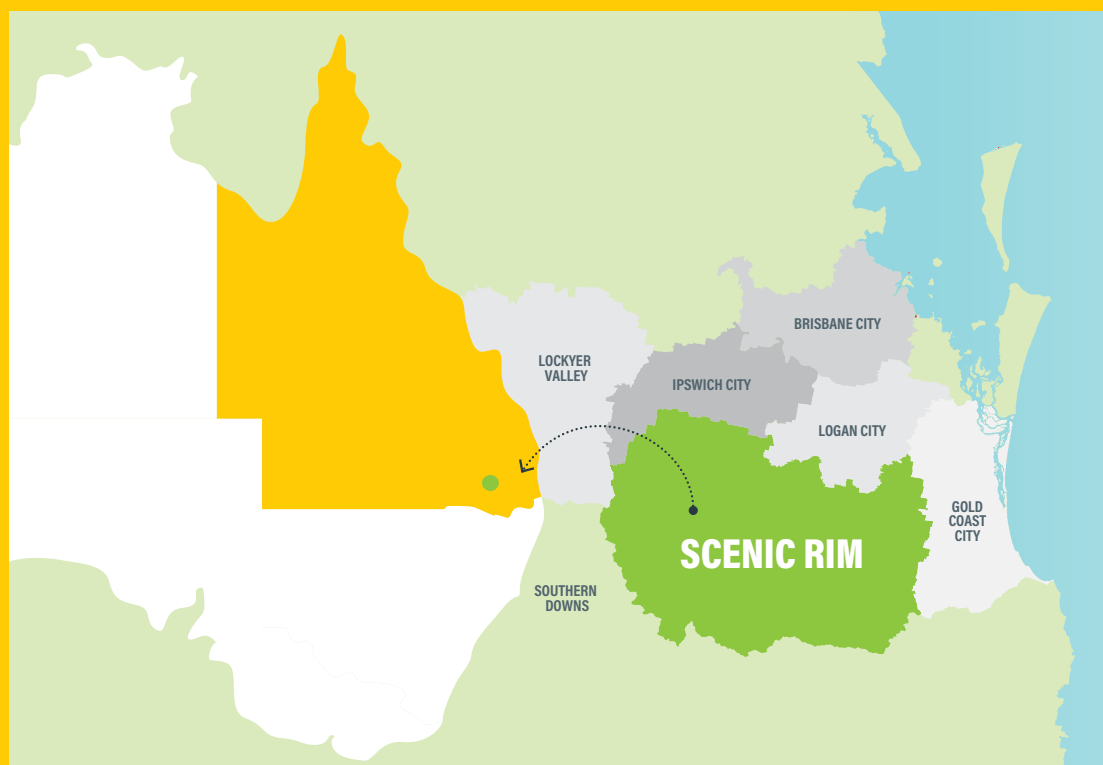 BRISBANE CITY
LOCKYER
VALLEY
IPSWICH CITY
LOGAN CITY
GOLD
COAST
CITY
SCENIC RIM
SOUTHERN
DOWNS